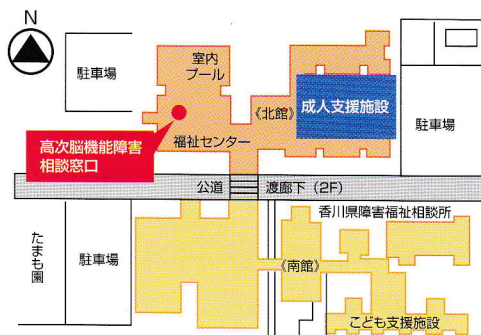 N
駐車場
室内
プール
《北館》
成人支援施設
駐車場
福祉センター
高次脳機能障害
相談窓口
公道
渡廊下（2F）
香川県障害福祉相談所
たまも園
駐車場
《南館》
こども支援施設